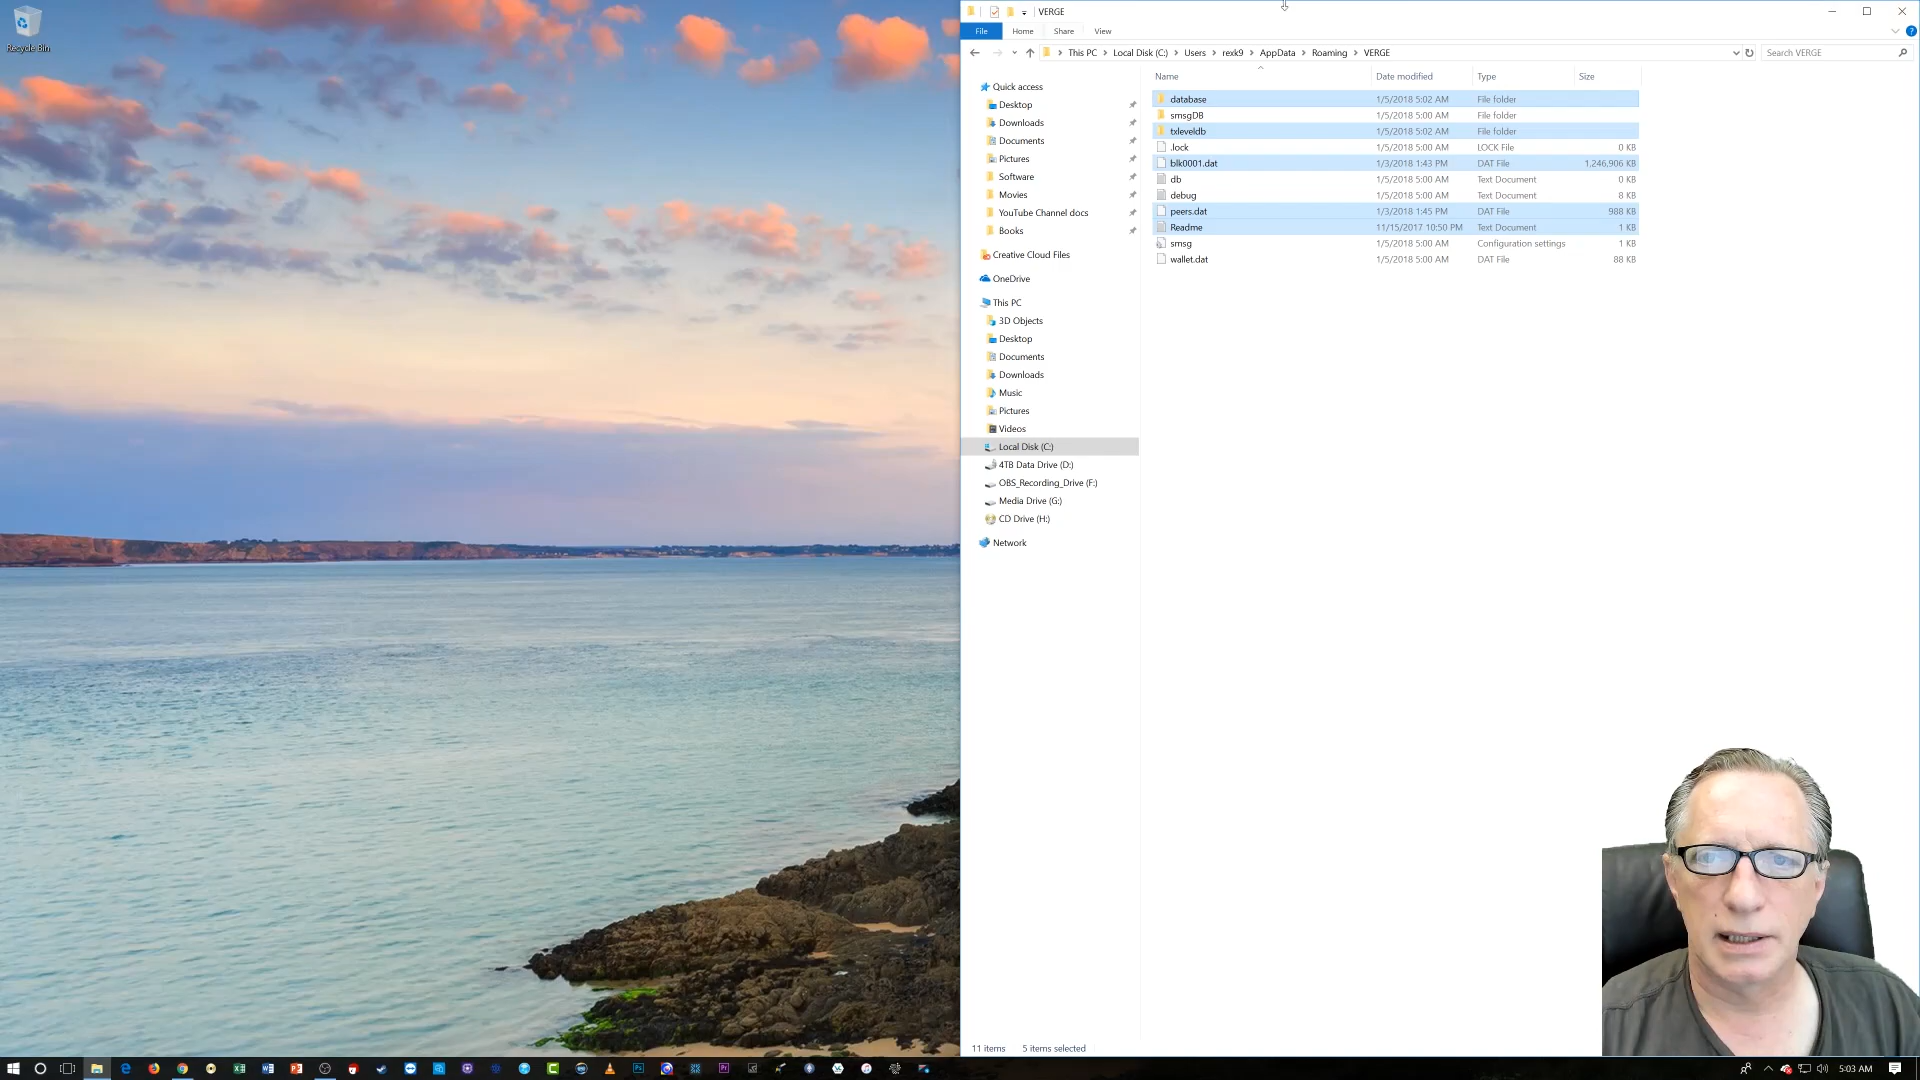 Recycle Bin
VERGE
File Home Share View
This PC Local Disk (C:) Users rexk9 AppData Roaming VERGE
Search VERGE
Name Date modified Type Size
Quick access
Desktop
Downloads
Documents
Pictures
Software
Movies
YouTube Channel docs
Books
Creative Cloud Files
OneDrive
This PC
3D Objects
Desktop
Documents
Downloads
Music
Pictures
Videos
Local Disk (C:)
4TB Data Drive (D:)
OBS_Recording_Drive (F:)
Media Drive (G:)
CD Drive (H:)
Network
database 1/5/2018 5:02 AM File folder
smsgDB 1/5/2018 5:00 AM File folder
txleveldb 1/5/2018 5:02 AM File folder
.lock 1/5/2018 5:00 AM LOCK File 0 KB
blk0001.dat 1/3/2018 1:43 PM DAT File 1,246,906 KB
db 1/5/2018 5:00 AM Text Document 0 KB
debug 1/5/2018 5:00 AM Text Document 8 KB
peers.dat 1/3/2018 1:45 PM DAT File 988 KB
Readme 11/15/2017 10:50 PM Text Document 1 KB
smsg 1/5/2018 5:00 AM Configuration settings 1 KB
wallet.dat 1/5/2018 5:00 AM DAT File 88 KB
11 items 5 items selected
5:03 AM